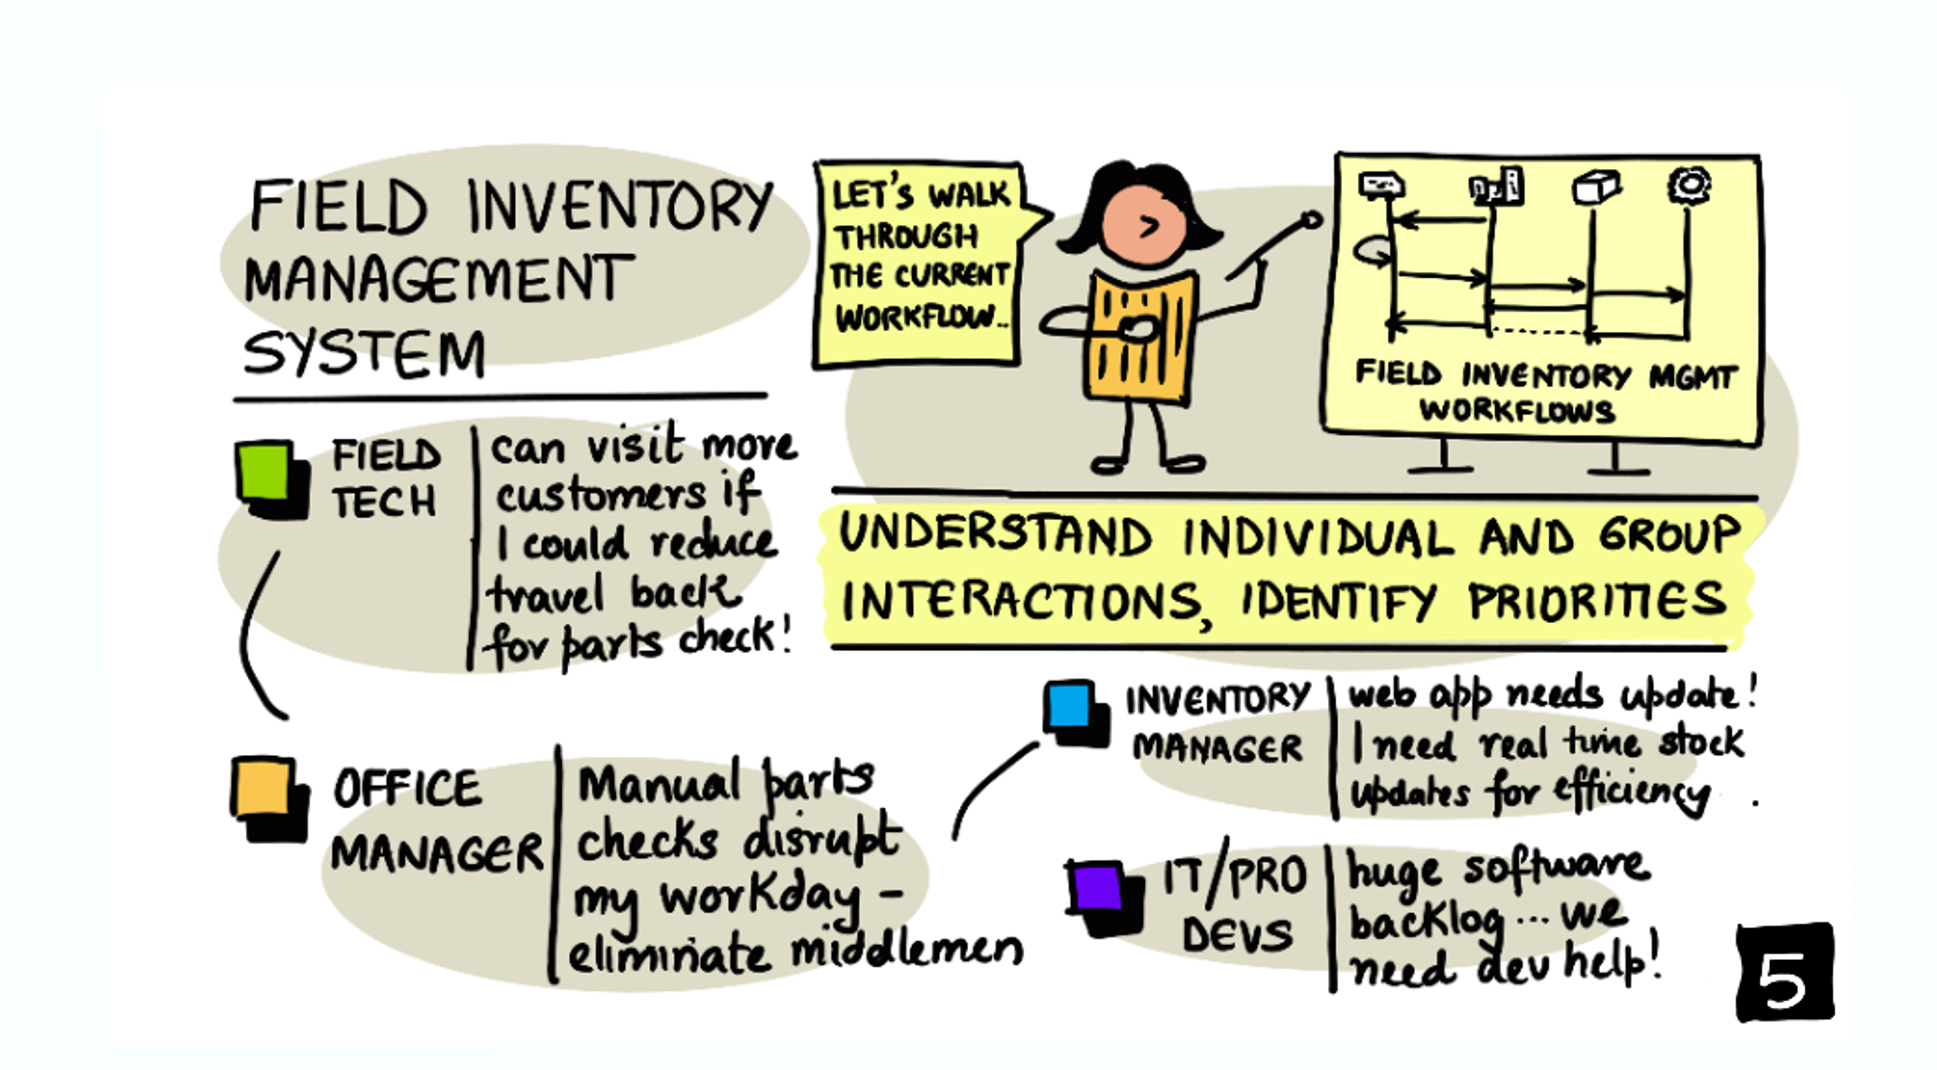 FIELD INVENTORY
MANAGEMENT
SYSTEM
LET'S WALK
THROUGH
THE CURRENT
WORKFLOW..
FIELD INVENTORY MGMT
WORKFLOWS
FIELD
TECH
can visit more
customers if
I could reduce
travel back
for parts check!
UNDERSTAND INDIVIDUAL AND GROUP
INTERACTIONS, IDENTIFY PRIORITIES
OFFICE
MANAGER
Manual parts
checks disrupt
my workday -
eliminate middlemen
INVENTORY
MANAGER
web app needs update!
I need real time stock
updates for efficiency .
IT/PRO
DEVS
huge software
backlog ... we
need dev help!
5